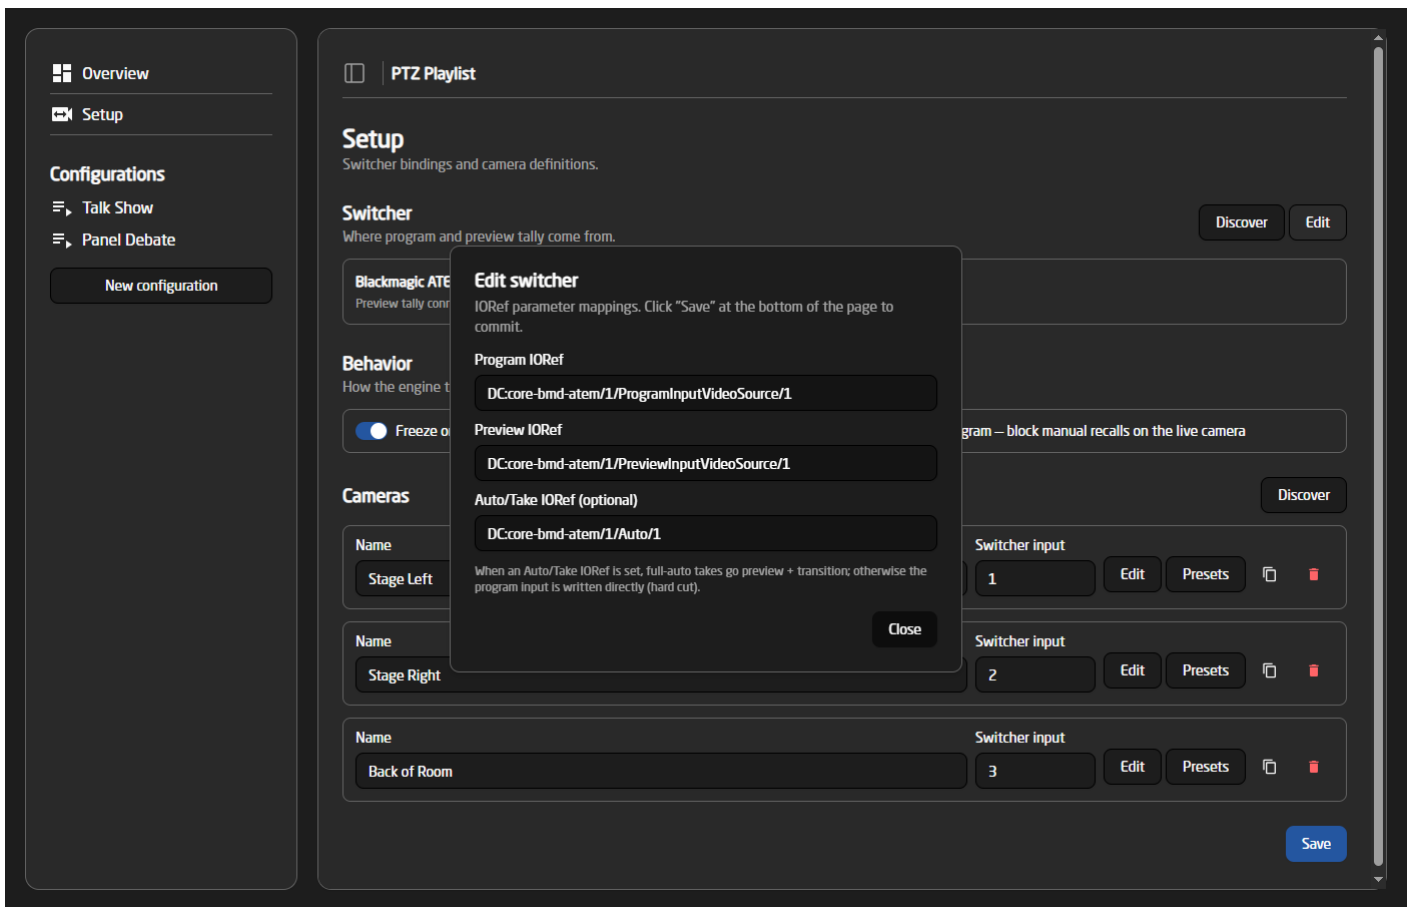 Overview
Setup
Configurations
Talk Show
Panel Debate
New configuration
PTZ Playlist
Setup
Switcher bindings and camera definitions.
Switcher
Where program and preview tally come from.
Discover
Edit
Blackmagic ATE
Preview tally conr
Behavior
How the engine t
Freeze o
gram – block manual recalls on the live camera
Edit switcher
IORef parameter mappings. Click "Save" at the bottom of the page to
commit.
Program IORef
DC:core-bmd-atem/1/ProgramInputVideoSource/1
Preview IORef
DC:core-bmd-atem/1/PreviewInputVideoSource/1
Auto/Take IORef (optional)
DC:core-bmd-atem/1/Auto/1
When an Auto/Take IORef is set, full-auto takes go preview + transition; otherwise the
program input is written directly (hard cut).
Close
Cameras
Discover
Name
Switcher input
Stage Left
1
Edit
Presets
Name
Switcher input
Stage Right
2
Edit
Presets
Name
Switcher input
Back of Room
3
Edit
Presets
Save